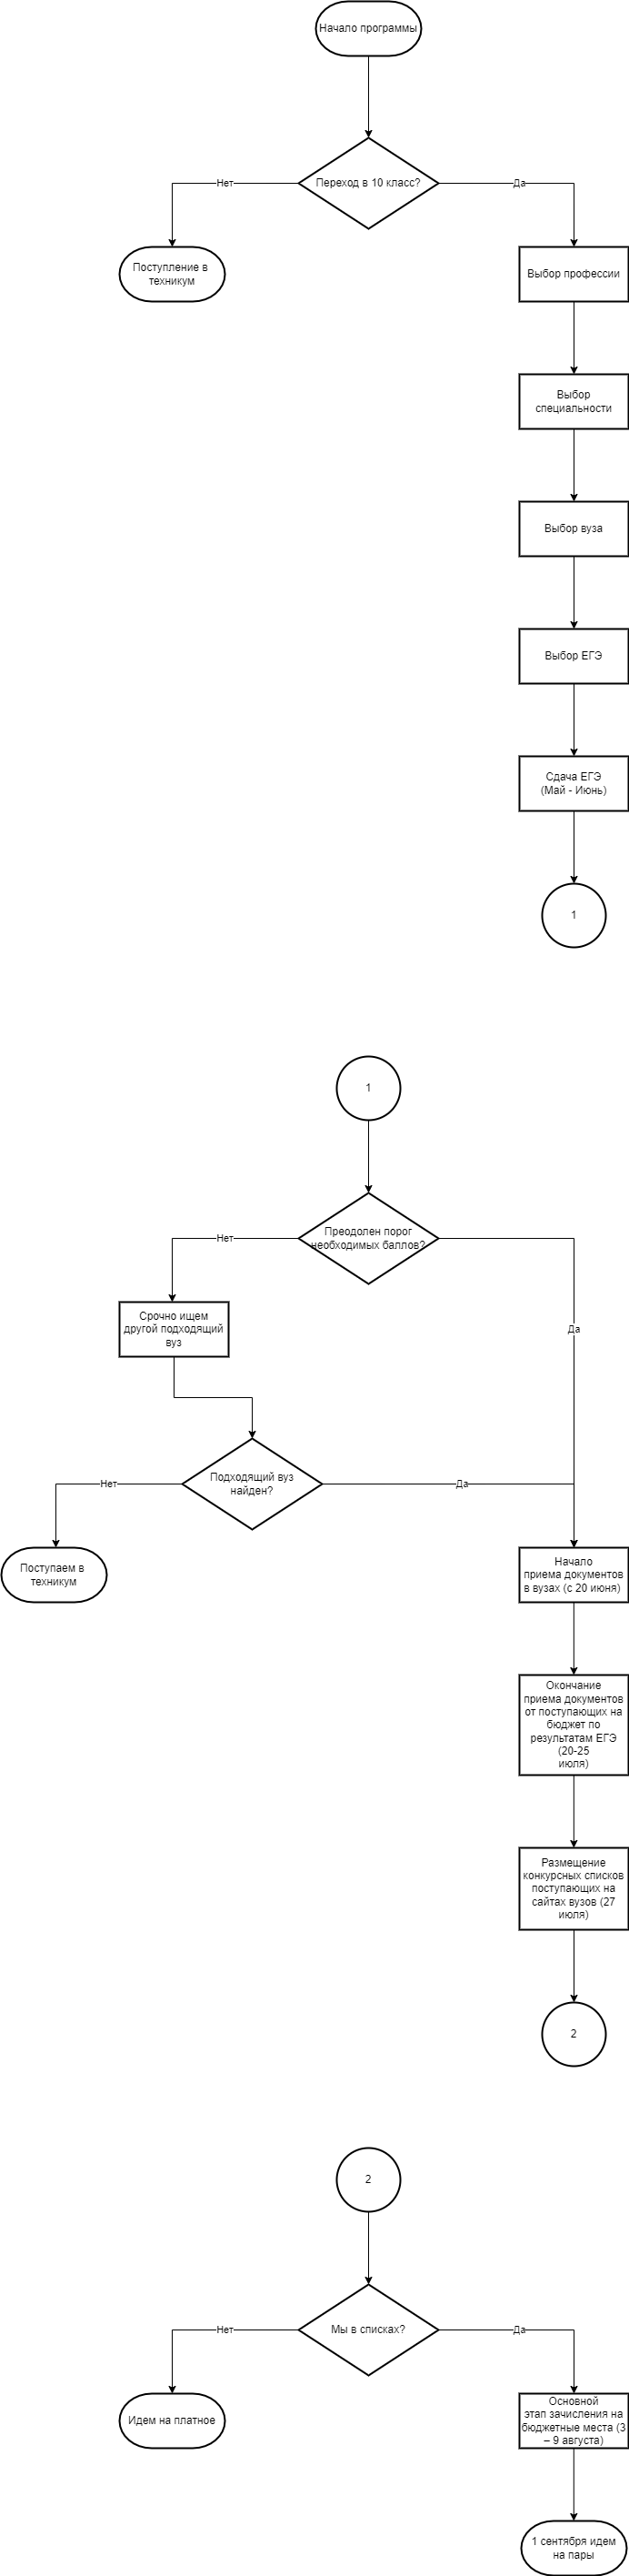 Начало программы
Переход в 10 класс?
Нет
Да
Поступление в
техникум
Выбор профессии
Выбор
специальности
Выбор вуза
Выбор ЕГЭ
Сдача ЕГЭ
(Май - Июнь)
1
1
Преодолен порог
необходимых баллов?
Нет
Срочно ищем
другой подходящий
вуз
Да
Подходящий вуз
найден?
Нет
Да
Поступаем в
техникум
Начало
приема документов
в вузах (с 20 июня)
Окончание
приема документов
от поступающих на
бюджет по
результатам ЕГЭ
(20-25
июля)
Размещение
конкурсных списков
поступающих на
сайтах вузов (27
июля)
2
2
Мы в списках?
Нет
Да
Идем на платное
Основной
этап зачисления на
бюджетные места (3
– 9 августа)
1 сентября идем
на пары